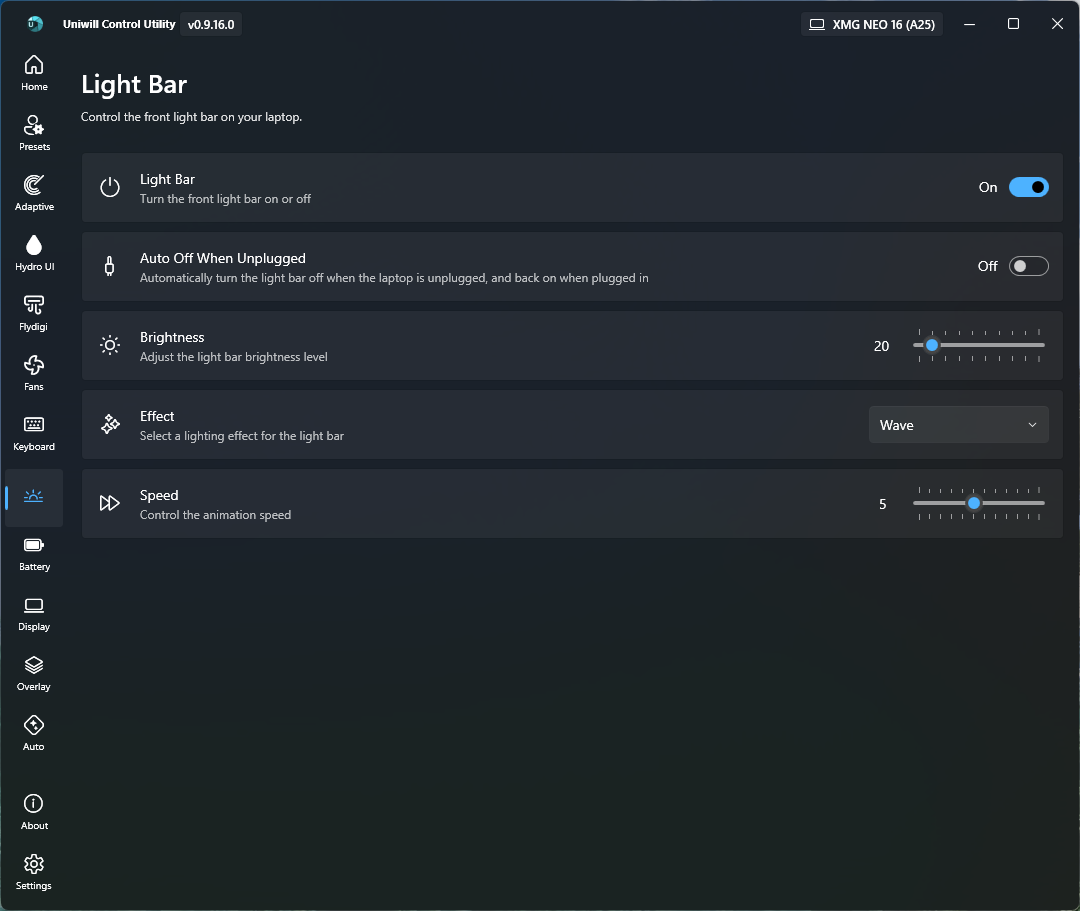 Uniwill Control Utility v0.9.16.0
XMG NEO 16 (A25)
Home
Presets
Adaptive
Hydro UI
Flydigi
Fans
Keyboard
Battery
Display
Overlay
Auto
About
Settings
Light Bar
Control the front light bar on your laptop.
Light Bar
Turn the front light bar on or off
On
Auto Off When Unplugged
Automatically turn the light bar off when the laptop is unplugged, and back on when plugged in
Off
Brightness
Adjust the light bar brightness level
20
Effect
Select a lighting effect for the light bar
Wave
Speed
Control the animation speed
5